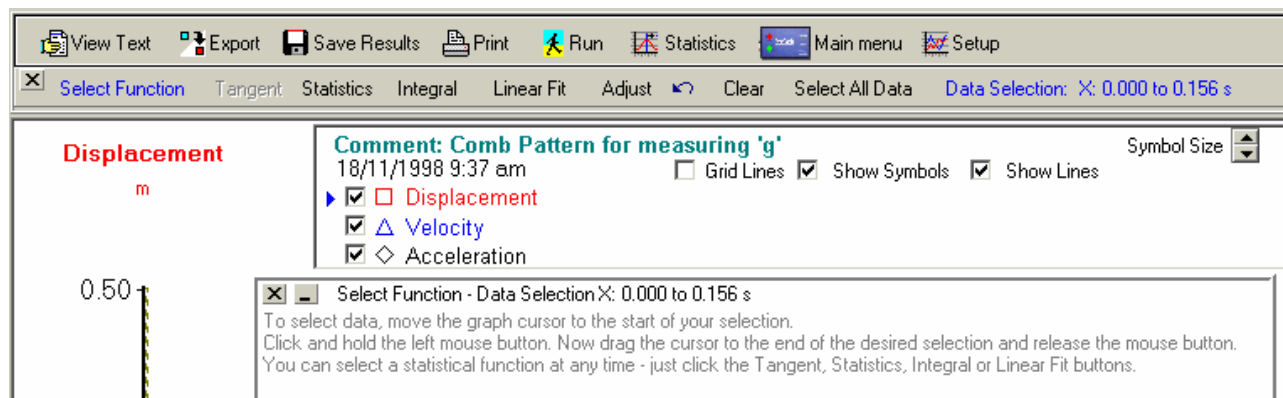 View Text Export Save Results Print Run Statistics Main menu Setup
Select Function Tangent Statistics Integral Linear Fit Adjust Clear Select All Data Data Selection: X: 0.000 to 0.156 s
Displacement
m
Comment: Comb Pattern for measuring 'g'
Symbol Size
18/11/1998 9:37 am
Grid Lines Show Symbols Show Lines
Displacement
Velocity
Acceleration
0.50
Select Function - Data Selection X: 0.000 to 0.156 s
To select data, move the graph cursor to the start of your selection.
Click and hold the left mouse button. Now drag the cursor to the end of the desired selection and release the mouse button.
You can select a statistical function at any time - just click the Tangent, Statistics, Integral or Linear Fit buttons.